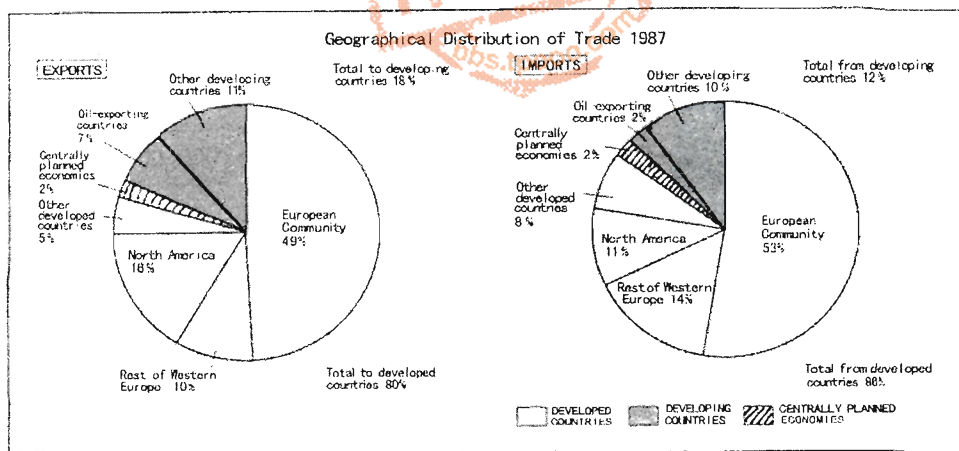 Geographical Distribution of Trade 1987
EXPORTS
Other developing
countries 11%
Total to developing
countries 18%
Oil-exporting
countries
7%
Centrally
planned
economies
2%
Other
developed
countries
5%
North America
16%
Rest of Western
Europe 10%
European
Community
49%
Total to developed
countries 80%
IMPORTS
Other developing
countries 10%
Total from developing
countries 12%
Oil-exporting
countries 2%
Centrally
planned
economies 2%
Other
developed
countries
8%
North America
11%
Rest of Western
Europe 14%
European
Community
53%
Total from developed
countries 86%
DEVELOPED
COUNTRIES
DEVELOPING
COUNTRIES
CENTRALLY PLANNED
ECONOMIES